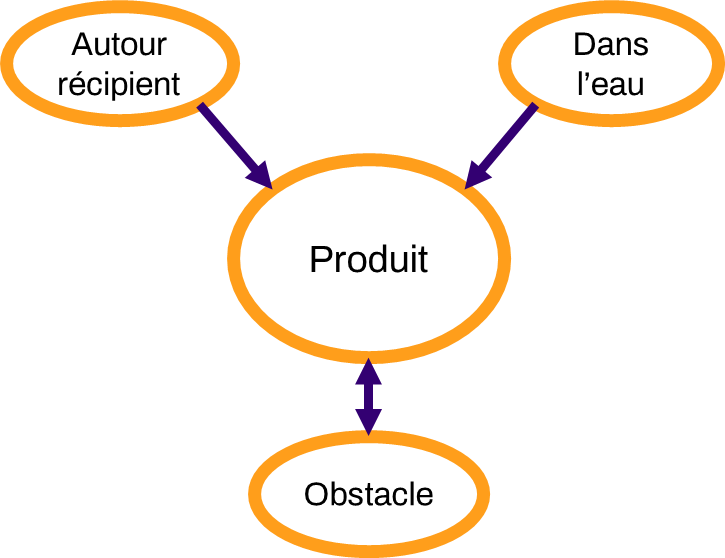 Autour
récipient
Dans
l’eau
Produit
Obstacle